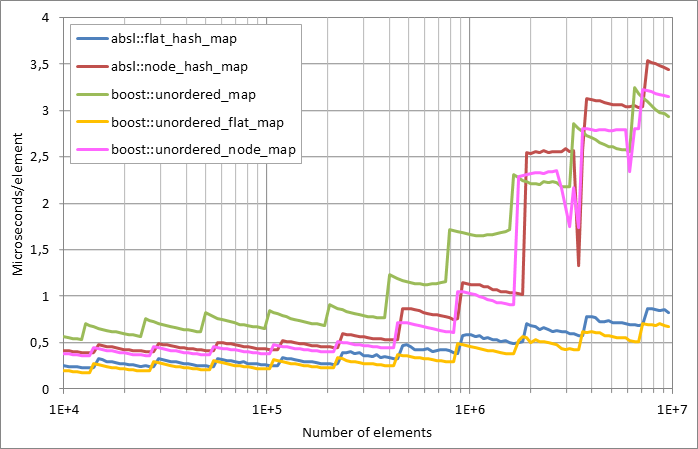 4
3,5
3
2,5
2
1,5
1
0,5
0
Microseconds/element
absl::flat_hash_map
absl::node_hash_map
boost::unordered_map
boost::unordered_flat_map
boost::unordered_node_map
1E+4
1E+5
1E+6
1E+7
Number of elements